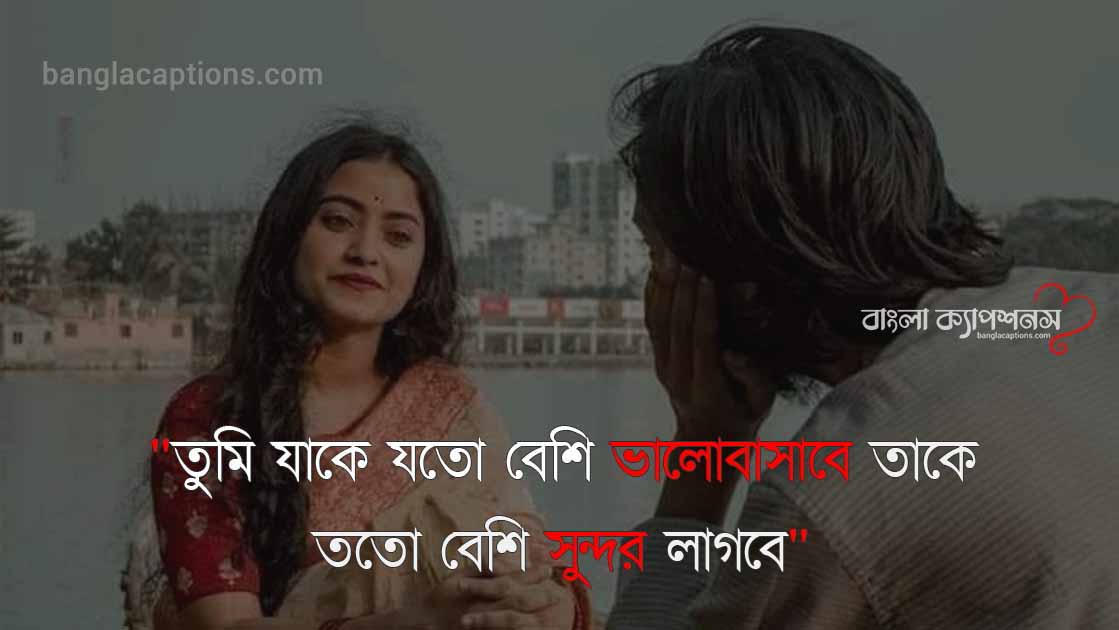 banglacaptions.com
বাংলা ক্যাপশনস
banglacaptions.com
"তুমি যাকে যতো বেশি ভালোবাসাবে তাকে
ততো বেশি সুন্দর লাগবে"